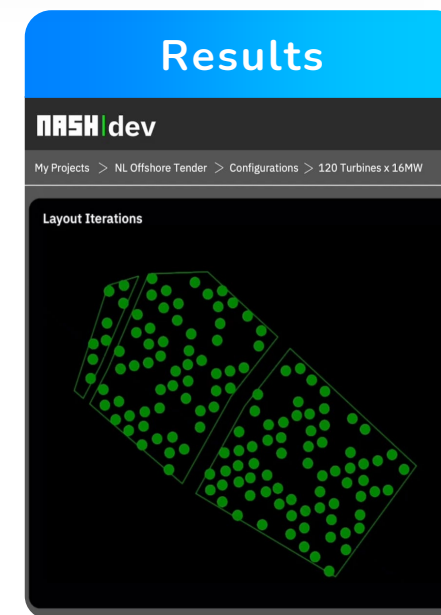 Results
NASH|dev
My Projects > NL Offshore Tender > Configurations > 120 Turbines x 16MW
Layout Iterations